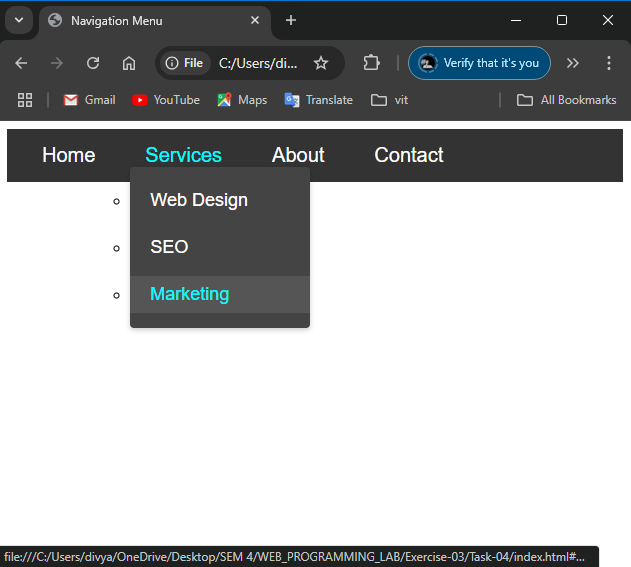 Navigation Menu
File C:/Users/di...
Verify that it's you
Gmail YouTube Maps Translate vit All Bookmarks
Home Services About Contact
Web Design
SEO
Marketing
file:///C:/Users/divya/OneDrive/Desktop/SEM 4/WEB_PROGRAMMING_LAB/Exercise-03/Task-04/index.html#...